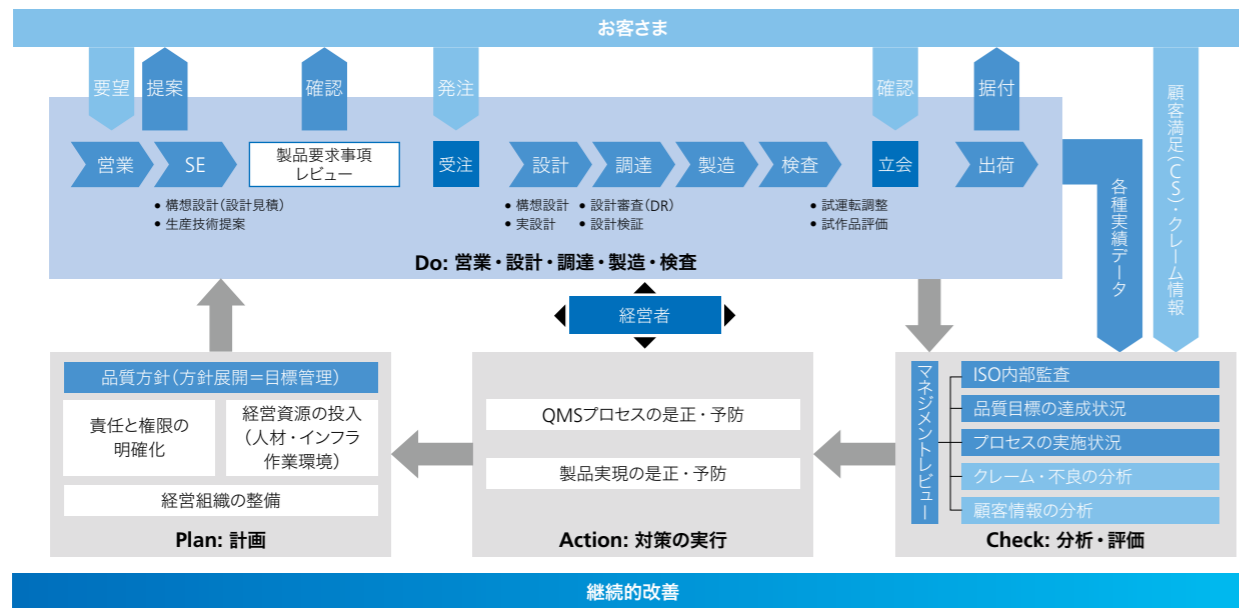 お客さま
要望
提案
確認
発注
確認
据付
顧客満足(CS)・クレーム情報
営業
SE
製品要求事項
レビュー
受注
設計
調達
製造
検査
立会
出荷
各種実績データ
• 構想設計(設計見積)
• 生産技術提案
• 構想設計
• 実設計
• 設計審査(DR)
• 設計検証
• 試運転調整
• 試作品評価
Do: 営業・設計・調達・製造・検査
経営者
品質方針(方針展開=目標管理)
責任と権限の
明確化
経営資源の投入
(人材・インフラ
作業環境)
経営組織の整備
Plan: 計画
QMSプロセスの是正・予防
製品実現の是正・予防
Action: 対策の実行
マネジメントレビュー
ISO内部監査
品質目標の達成状況
プロセスの実施状況
クレーム・不良の分析
顧客情報の分析
Check: 分析・評価
継続的改善